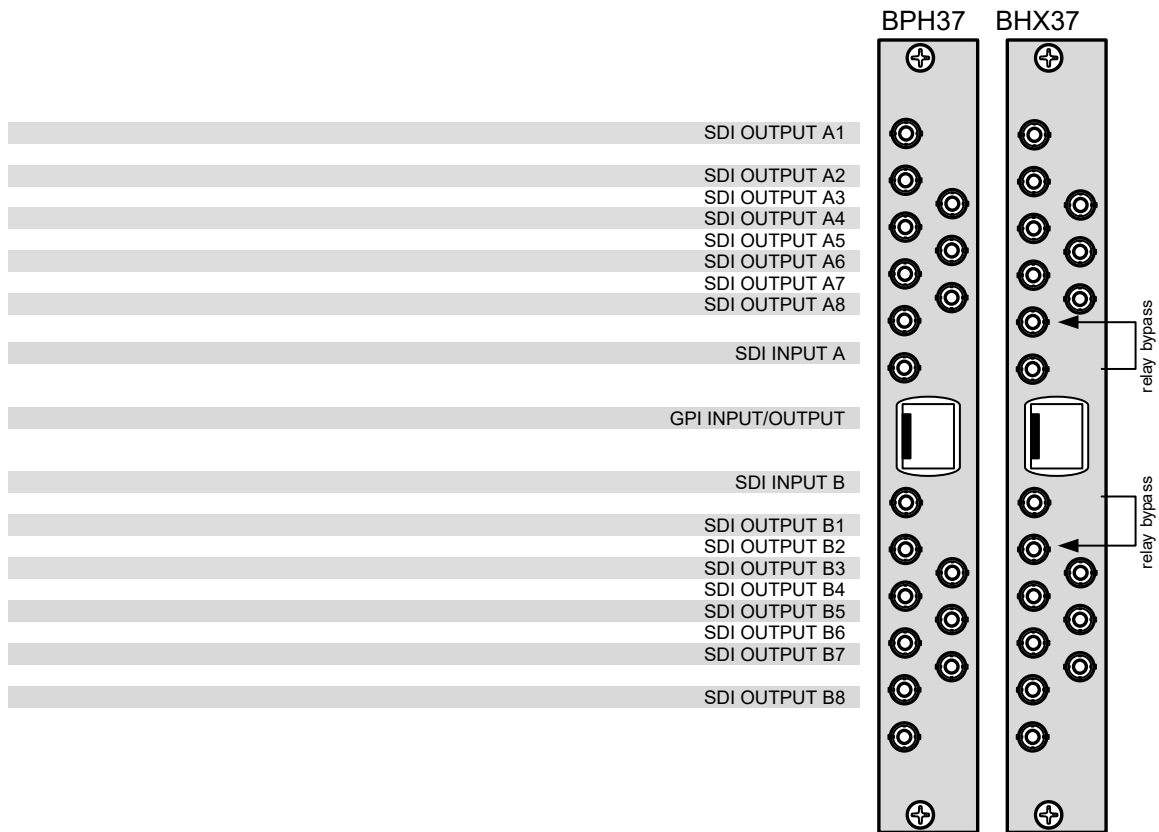 BPH37 BHX37
SDI OUTPUT A1
SDI OUTPUT A2
SDI OUTPUT A3
SDI OUTPUT A4
SDI OUTPUT A5
SDI OUTPUT A6
SDI OUTPUT A7
SDI OUTPUT A8
relay bypass
SDI INPUT A
GPI INPUT/OUTPUT
SDI INPUT B
relay bypass
SDI OUTPUT B1
SDI OUTPUT B2
SDI OUTPUT B3
SDI OUTPUT B4
SDI OUTPUT B5
SDI OUTPUT B6
SDI OUTPUT B7
SDI OUTPUT B8